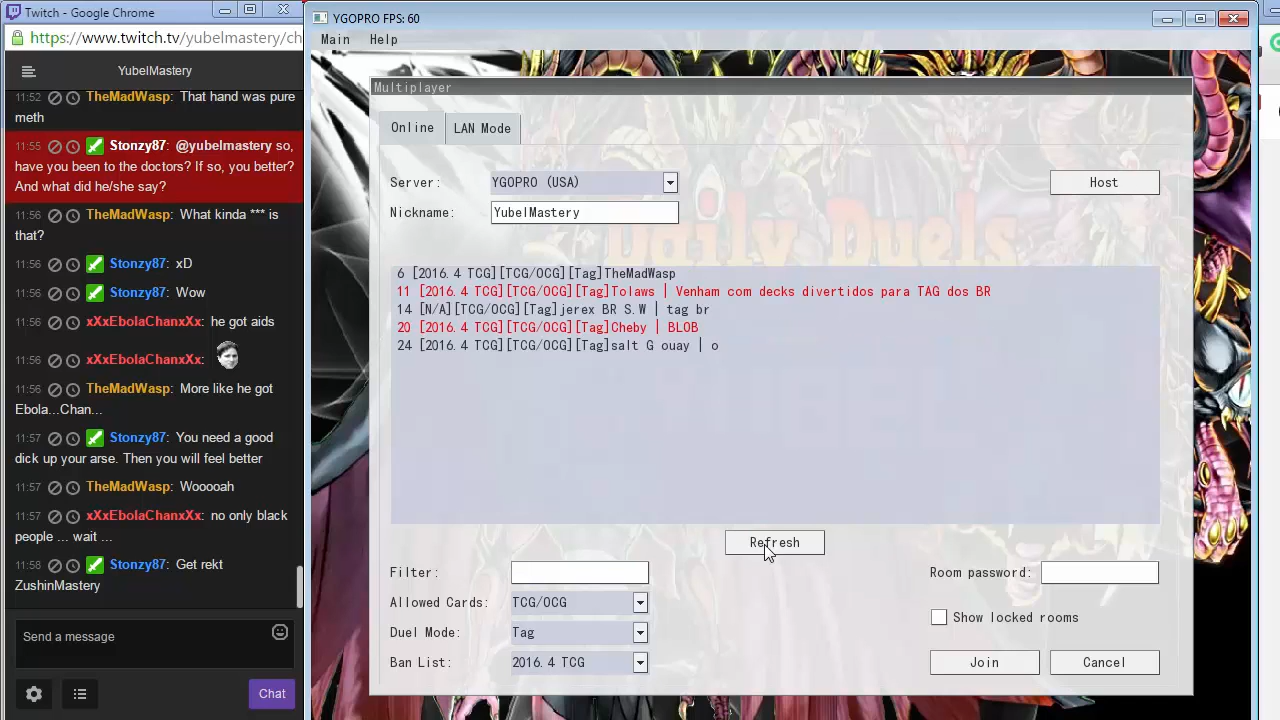 Twitch - Google Chrome
https://www.twitch.tv/yubelmastery/ch
YubelMastery
11:52 TheMadWasp: That hand was pure
meth
11:55 Stonzy87: @yubelmastery so,
have you been to the doctors? If so, you better?
And what did he/she say?
11:56 TheMadWasp: What kinda *** is
that?
11:56 Stonzy87: xD
11:56 Stonzy87: Wow
11:56 xXxEbolaChanxXx: he got aids
11:56 xXxEbolaChanxXx:
11:56 TheMadWasp: More like he got
Ebola...Chan...
11:57 Stonzy87: You need a good
dick up your arse. Then you will feel better
11:57 TheMadWasp: Wooooah
11:57 xXxEbolaChanxXx: no only black
people ... wait ...
11:58 Stonzy87: Get rekt
ZushinMastery
Send a message
Chat
YGOPRO FPS: 60
Main Help
Multiplayer
Online LAN Mode
Server: YGOPRO (USA) Host
Nickname: YubelMastery
Daily Duels
6 [2016.4 TCG][TCG/OCG][Tag]TheMadWasp
11 [2016.4 TCG][TCG/OCG][Tag]Tolaws | Venham com decks divertidos para TAG dos BR
14 [N/A][TCG/OCG][Tag]jerex BR S.W | tag br
20 [2016.4 TCG][TCG/OCG][Tag]Cheby | BLOB
24 [2016.4 TCG][TCG/OCG][Tag]salt G ouay | o
Refresh
Filter: Room password:
Allowed Cards: TCG/OCG
Show locked rooms
Duel Mode: Tag
Ban List: 2016.4 TCG
Join Cancel